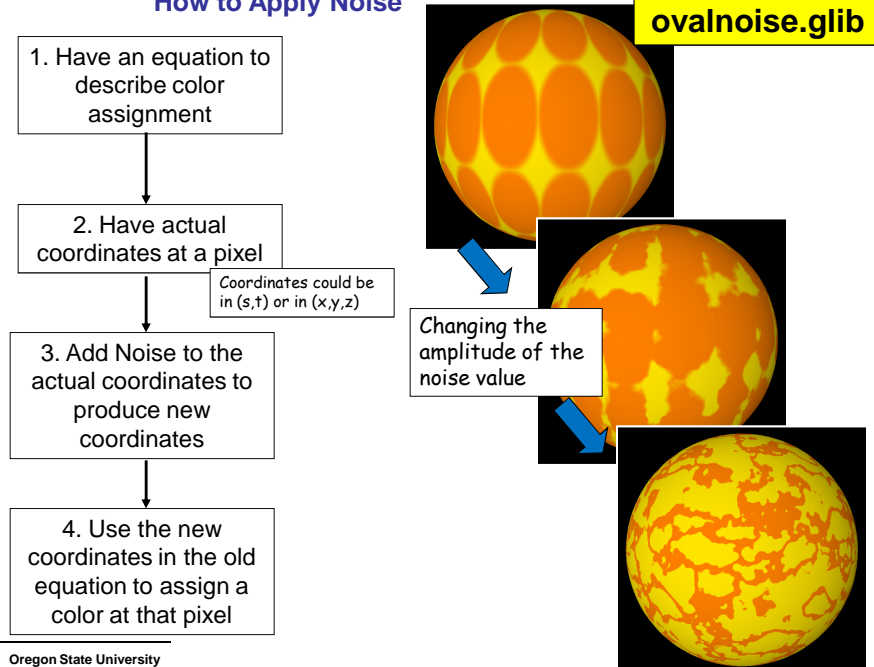 How to Apply Noise
ovalnoise.glib
1. Have an equation to
describe color
assignment
2. Have actual
coordinates at a pixel
Coordinates could be
in (s,t) or in (x,y,z)
3. Add Noise to the
actual coordinates to
produce new
coordinates
4. Use the new
coordinates in the old
equation to assign a
color at that pixel
Changing the
amplitude of the
noise value
Oregon State University